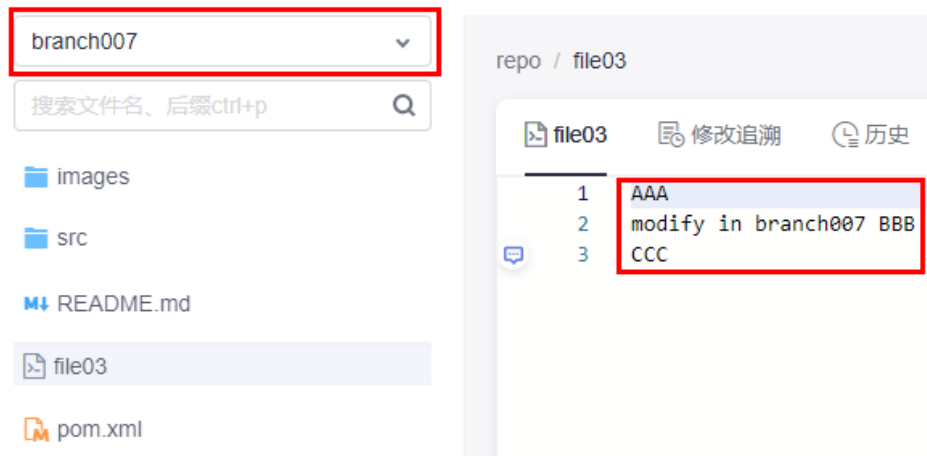 branch007
搜索文件名、后缀ctrl+p
images
src
README.md
file03
pom.xml
repo / file03
file03 修改追溯 历史
1 AAA
2 modify in branch007 BBB
3 CCC